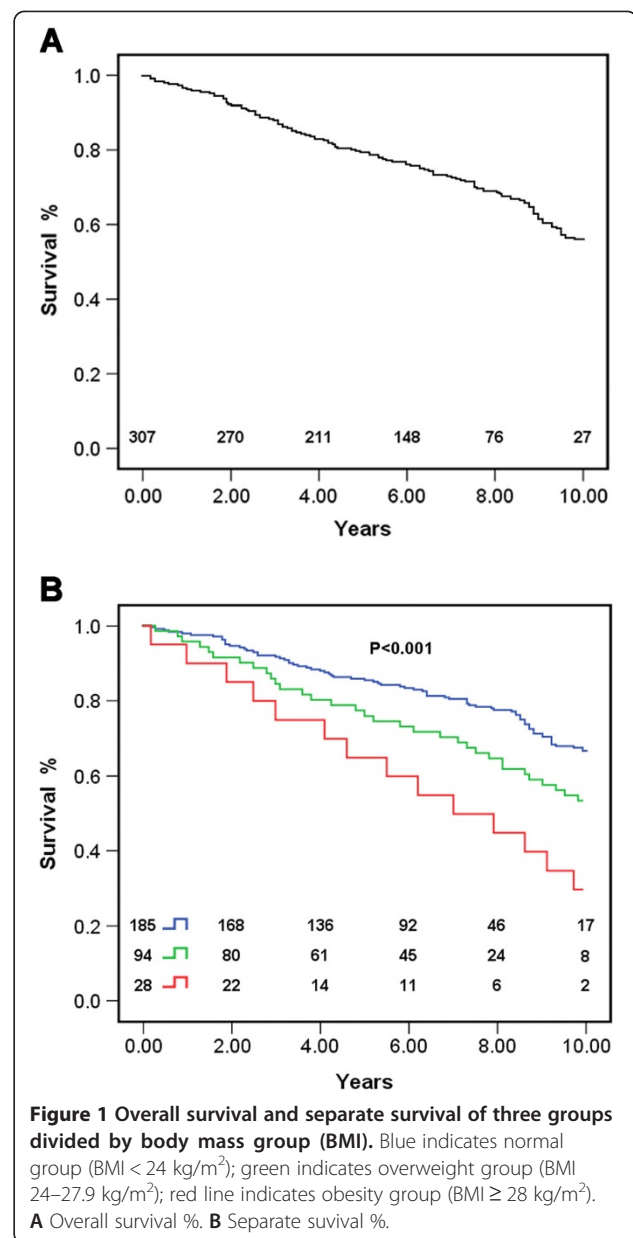 A
Survival %
1.0
0.8
0.6
0.4
0.2
0.0
307 270 211 148 76 27
0.00 2.00 4.00 6.00 8.00 10.00
Years
B
Survival %
P<0.001
1.0
0.8
0.6
0.4
0.2
0.0
185 168 136 92 46 17
94 80 61 45 24 8
28 22 14 11 6 2
0.00 2.00 4.00 6.00 8.00 10.00
Years
Figure 1 Overall survival and separate survival of three groups
divided by body mass group (BMI). Blue indicates normal
group (BMI < 24 kg/m²); green indicates overweight group (BMI
24–27.9 kg/m²); red line indicates obesity group (BMI ≥ 28 kg/m²).
A Overall survival %. B Separate suvival %.